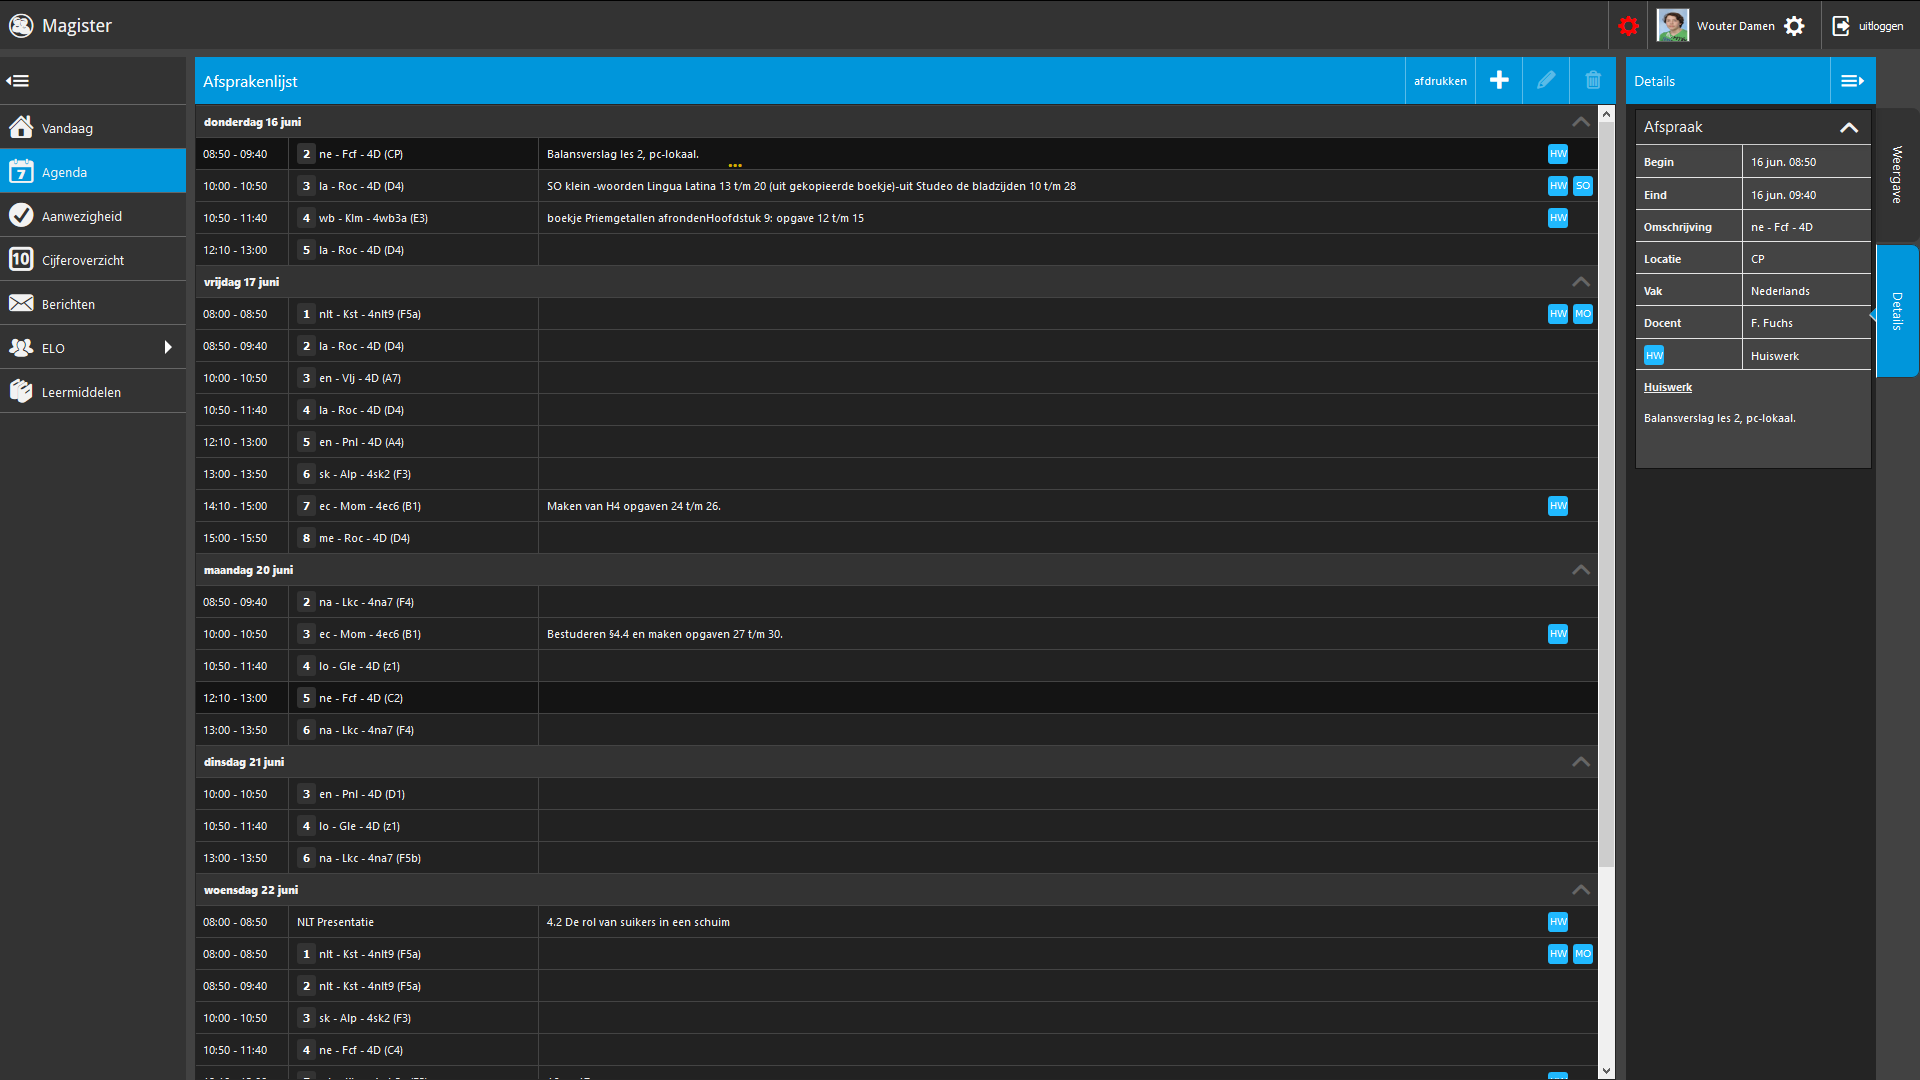 Magister
Wouter Damen
uitloggen
Vandaag
7 Agenda
Aanwezigheid
10 Cijferoverzicht
Berichten
ELO
Leermiddelen
Afsprakenlijst
afdrukken
donderdag 16 juni
08:50 - 09:40 2 ne - Fcf - 4D (CP) Balansverslag les 2, pc-lokaal. HW
10:00 - 10:50 3 la - Roc - 4D (D4) SO klein -woorden Lingua Latina 13 t/m 20 (uit gekopieerde boekje)-uit Studeo de bladzijden 10 t/m 28 HW SO
10:50 - 11:40 4 wb - Klm - 4wb3a (E3) boekje Priemgetallen afrondenHoofdstuk 9: opgave 12 t/m 15 HW
12:10 - 13:00 5 la - Roc - 4D (D4)
vrijdag 17 juni
08:00 - 08:50 1 nlt - Kst - 4nlt9 (F5a) HW MO
08:50 - 09:40 2 la - Roc - 4D (D4)
10:00 - 10:50 3 en - Vlj - 4D (A7)
10:50 - 11:40 4 la - Roc - 4D (D4)
12:10 - 13:00 5 en - Pnl - 4D (A4)
13:00 - 13:50 6 sk - Alp - 4sk2 (F3)
14:10 - 15:00 7 ec - Mom - 4ec6 (B1) Maken van H4 opgaven 24 t/m 26. HW
15:00 - 15:50 8 me - Roc - 4D (D4)
maandag 20 juni
08:50 - 09:40 2 na - Lkc - 4na7 (F4)
10:00 - 10:50 3 ec - Mom - 4ec6 (B1) Bestuderen §4.4 en maken opgaven 27 t/m 30. HW
10:50 - 11:40 4 lo - Gle - 4D (z1)
12:10 - 13:00 5 ne - Fcf - 4D (C2)
13:00 - 13:50 6 na - Lkc - 4na7 (F4)
dinsdag 21 juni
10:00 - 10:50 3 en - Pnl - 4D (D1)
10:50 - 11:40 4 lo - Gle - 4D (z1)
13:00 - 13:50 6 na - Lkc - 4na7 (F5b)
woensdag 22 juni
08:00 - 08:50 NLT Presentatie 4.2 De rol van suikers in een schuim HW
08:00 - 08:50 1 nlt - Kst - 4nlt9 (F5a) HW MO
08:50 - 09:40 2 nlt - Kst - 4nlt9 (F5a)
10:00 - 10:50 3 sk - Alp - 4sk2 (F3)
10:50 - 11:40 4 ne - Fcf - 4D (C4)
Details
Afspraak
Begin 16 jun. 08:50
Eind 16 jun. 09:40
Omschrijving ne - Fcf - 4D
Locatie CP
Vak Nederlands
Docent F. Fuchs
HW Huiswerk
Huiswerk
Balansverslag les 2, pc-lokaal.
Weergave
Details